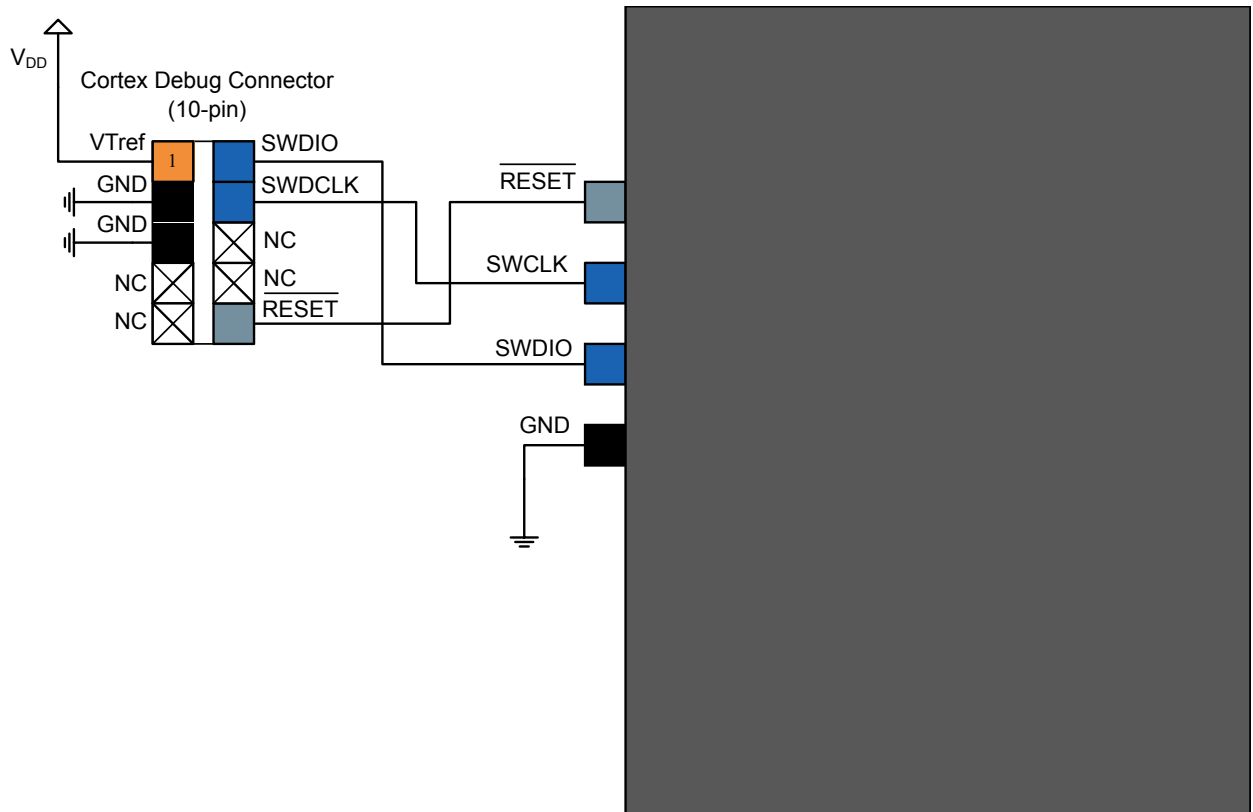 VDD
Cortex Debug Connector
(10-pin)
VTref
1
SWDIO
GND
SWDCLK
GND
NC
NC
NC
NC
RESET
RESET
SWCLK
SWDIO
GND